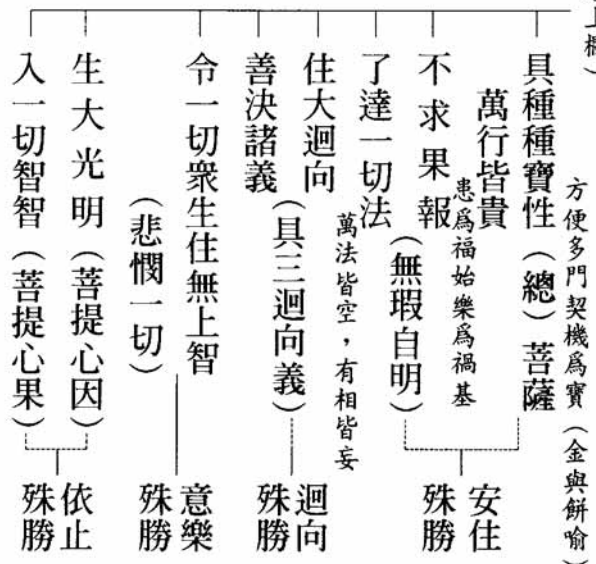 上欄）
方便多門契機為寶（金與餅喻）
具種種寶性（總）菩薩
萬行皆貴
患為福始樂為禍基
不求果報（無瑕自明）
了達一切法
萬法皆空，有相皆妄
住大迴向（具三迴向義）
善決諸義
令一切衆生住無上智
（悲憫一切）
生大光明（菩提心因）
入一切智智（菩提心果）
安住
殊勝
迴向
殊勝
意樂
殊勝
依止
殊勝